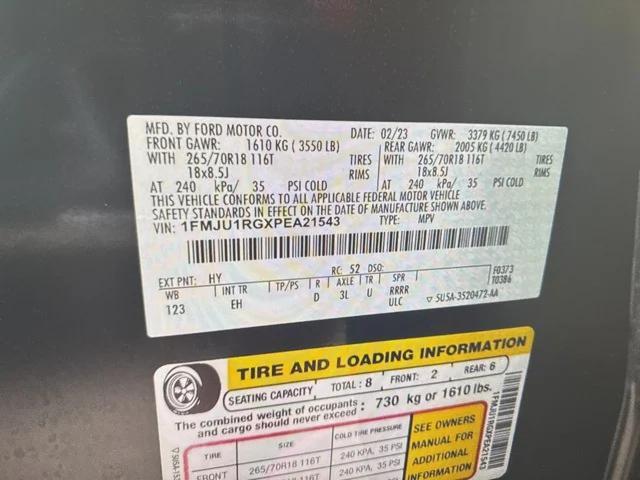 MFD. BY FORD MOTOR CO. DATE: 02/23 GVWR: 3379 KG ( 7450 LB)
FRONT GAWR: 1610 KG ( 3550 LB) REAR GAWR: 2005 KG ( 4420 LB)
WITH 265/70R18 116T TIRES WITH 265/70R18 116T TIRES
18x8.5J RIMS 18x8.5J RIMS
AT 240 kPa/ 35 PSI COLD AT 240 kPa/ 35 PSI COLD
THIS VEHICLE CONFORMS TO ALL APPLICABLE FEDERAL MOTOR VEHICLE
SAFETY STANDARDS IN EFFECT ON THE DATE OF MANUFACTURE SHOWN ABOVE.
VIN: 1FMJU1RGXPEA21543 TYPE: MPV
EXT PNT: HY RC: 52 DSO: F0373
WB INT TR TP/PS R AXLE TR SPR T0386
123 EH D 3L U RRRR
ULC ▽ 5U5A-3520472-AA
TIRE AND LOADING INFORMATION
SEATING CAPACITY TOTAL: 8 FRONT: 2 REAR: 6
The combined weight of occupants
and cargo should never exceed : 730 kg or 1610 lbs.
TIRE SIZE COLD TIRE PRESSURE
FRONT 265/70R18 116T 240 KPA, 35 PSI
240 KPA, 35 PSI
SEE OWNERS
MANUAL FOR
ADDITIONAL
INFORMATION
1FMJU1RGXPEA21543